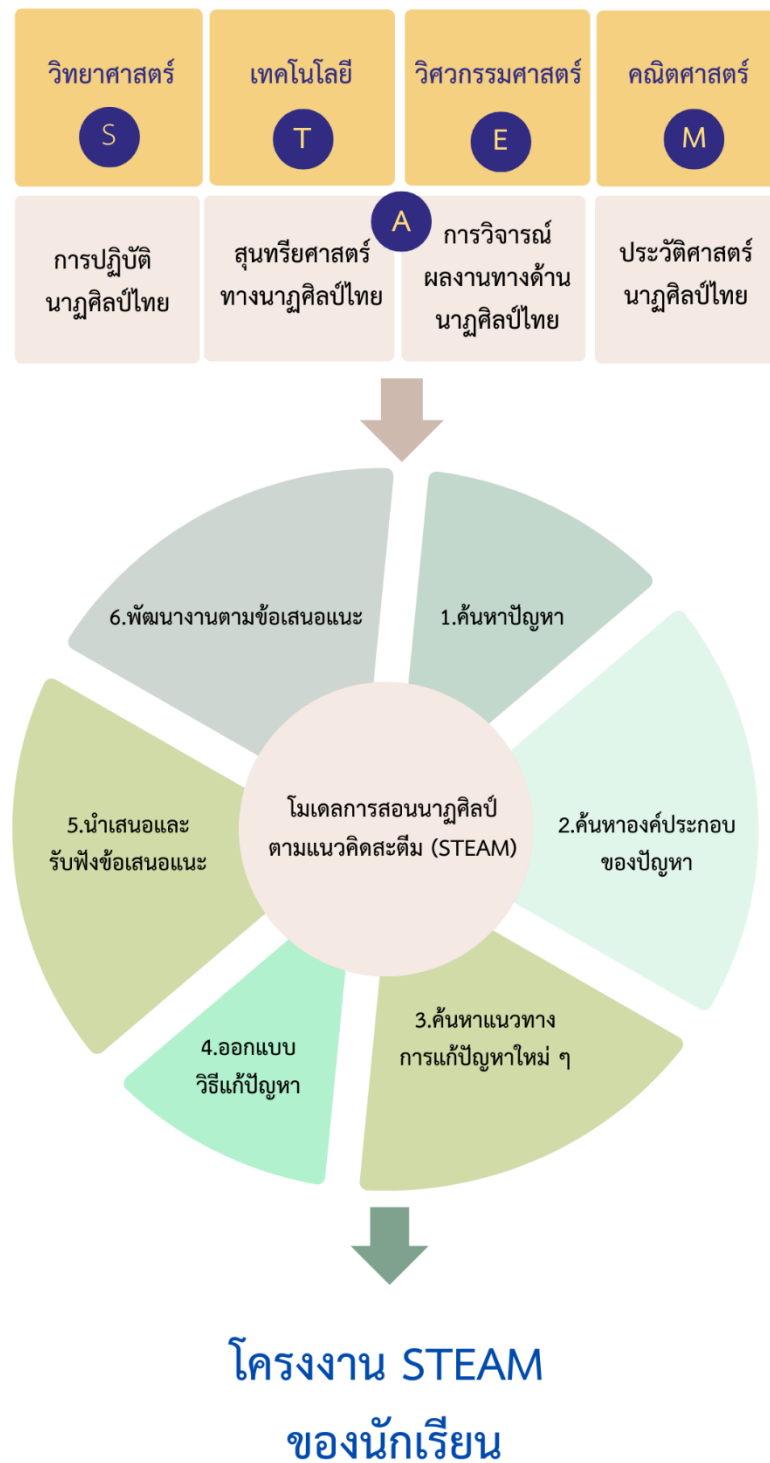 วิทยาศาสตร์
S
เทคโนโลยี
T
วิศวกรรมศาสตร์
E
คณิตศาสตร์
M
A
การปฏิบัติ
นาฏศิลป์ไทย
สุนทรียศาสตร์
ทางนาฏศิลป์ไทย
การวิจารณ์
ผลงานทางด้าน
นาฏศิลป์ไทย
ประวัติศาสตร์
นาฏศิลป์ไทย
1.ค้นหาปัญหา
2.ค้นหาองค์ประกอบ
ของปัญหา
3.ค้นหาแนวทาง
การแก้ปัญหาใหม่ ๆ
4.ออกแบบ
วิธีแก้ปัญหา
5.นำเสนอและ
รับฟังข้อเสนอแนะ
6.พัฒนางานตามข้อเสนอแนะ
โมเดลการสอนนาฏศิลป์
ตามแนวคิดสะตีม (STEAM)
โครงงาน STEAM
ของนักเรียน